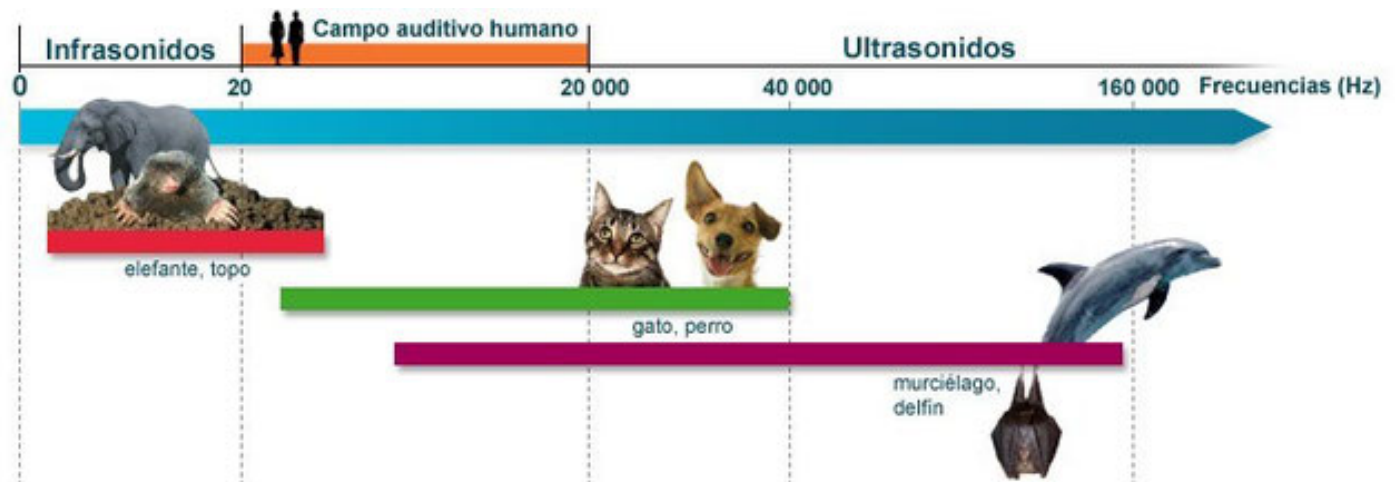 Infrasonidos
Campo auditivo humano
Ultrasonidos
0
20
20 000
40 000
160 000
Frecuencias (Hz)
elefante, topo
gato, perro
murciélago,
delfin